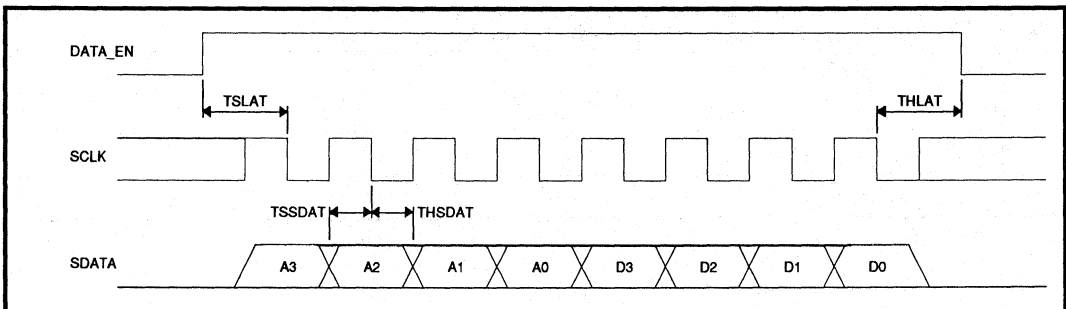 DATA_EN
TSLAT
THLAT
SCLK
TSSDAT
THSDAT
SDATA
A3
A2
A1
A0
D3
D2
D1
D0